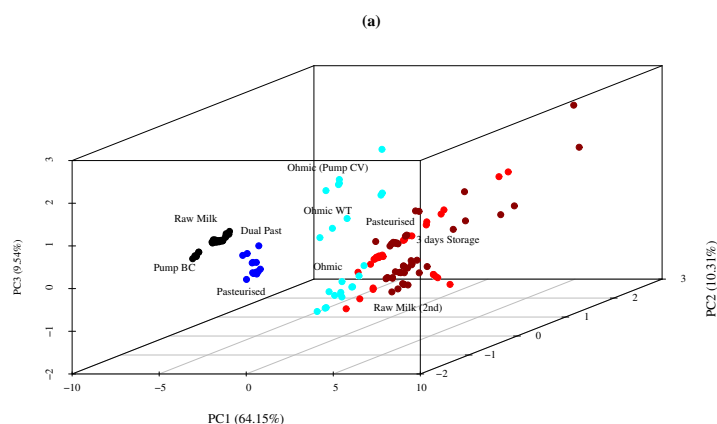 (a)
Ohmic (Pump CV)
Ohmic WT
Raw Milk
Dual Past
Pasteurised
3 days Storage
Pump BC
Pasteurised
Ohmic
Raw Milk (2nd)
3
2
1
0
−1
−2
PC3 (9.54%)
−10
−5
0
5
10
PC1 (64.15%)
−2
−1
0
1
2
3
PC2 (10.31%)